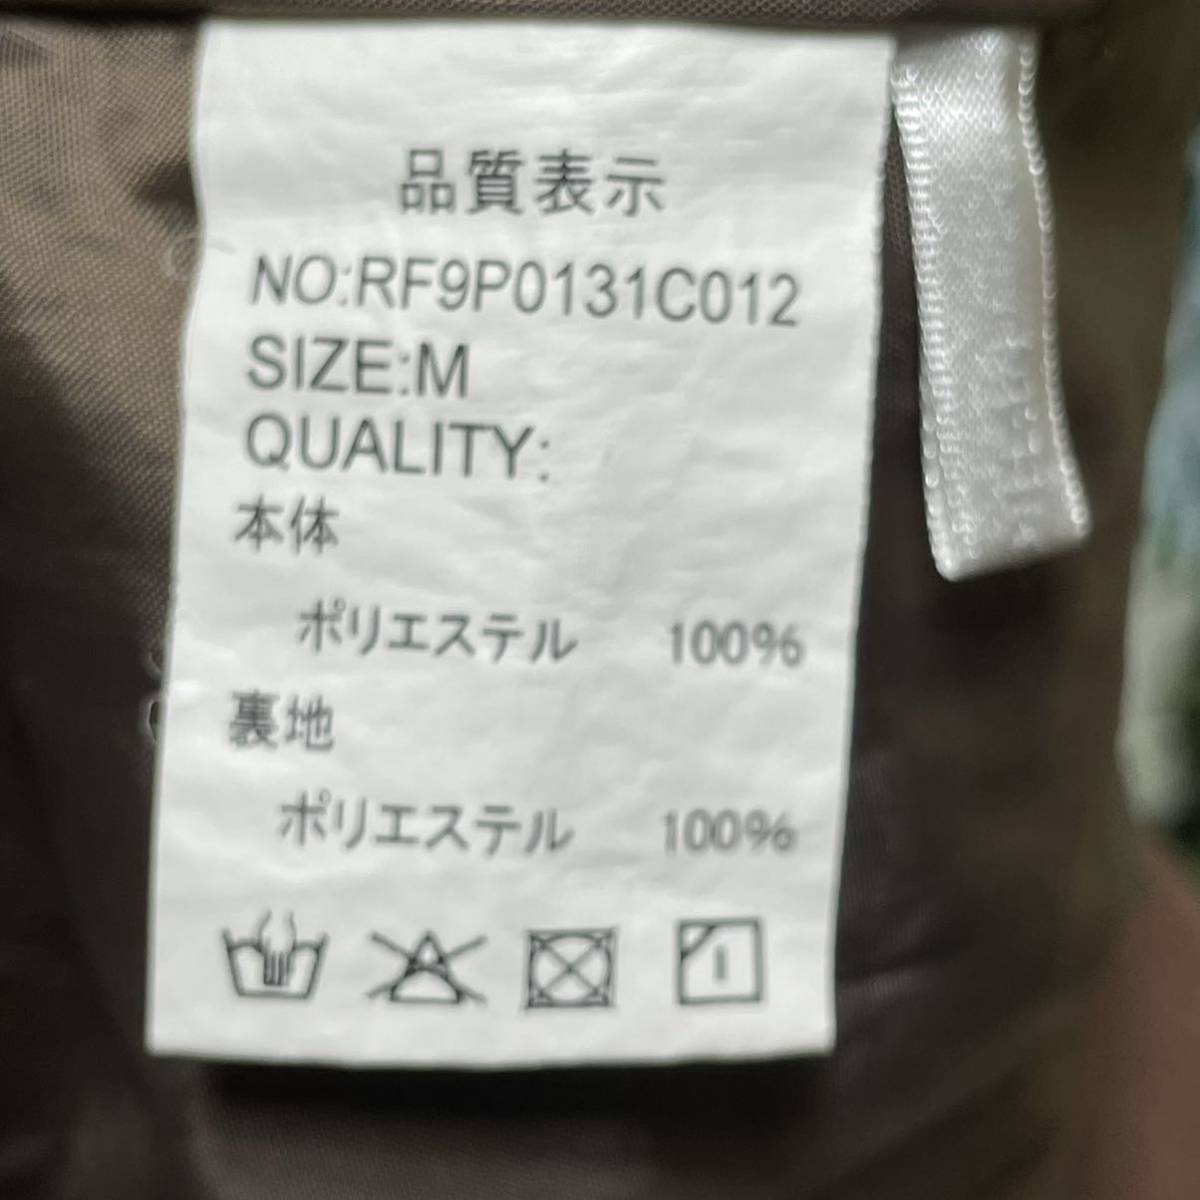 品質表示
NO:RF9P0131C012
SIZE:M
QUALITY:
本体
ポリエステル 100%
裏地
ポリエステル 100%